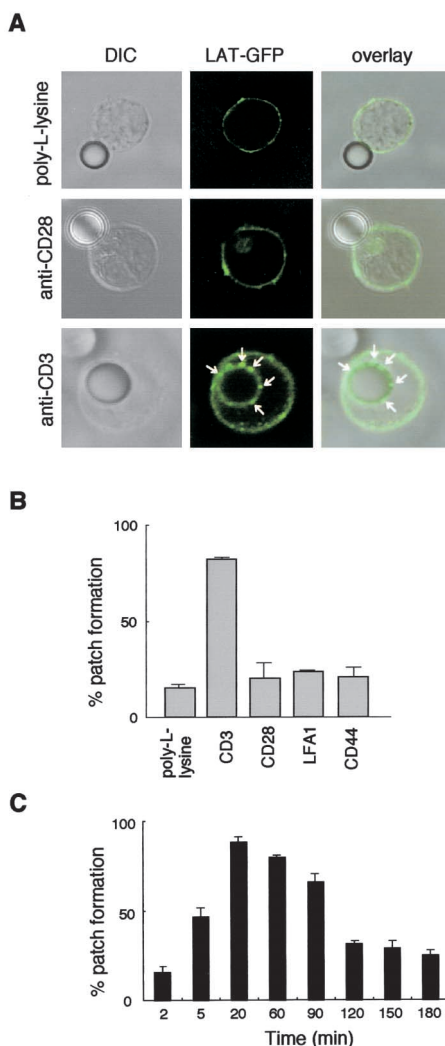 A
DIC LAT-GFP overlay
poly-L-lysine
anti-CD28
anti-CD3
B
% patch formation
100
50
0
poly-L-
lysine
CD3
CD28
LFA1
CD44
C
% patch formation
100
50
0
2 5 20 60 90 120 150 180
Time (min)